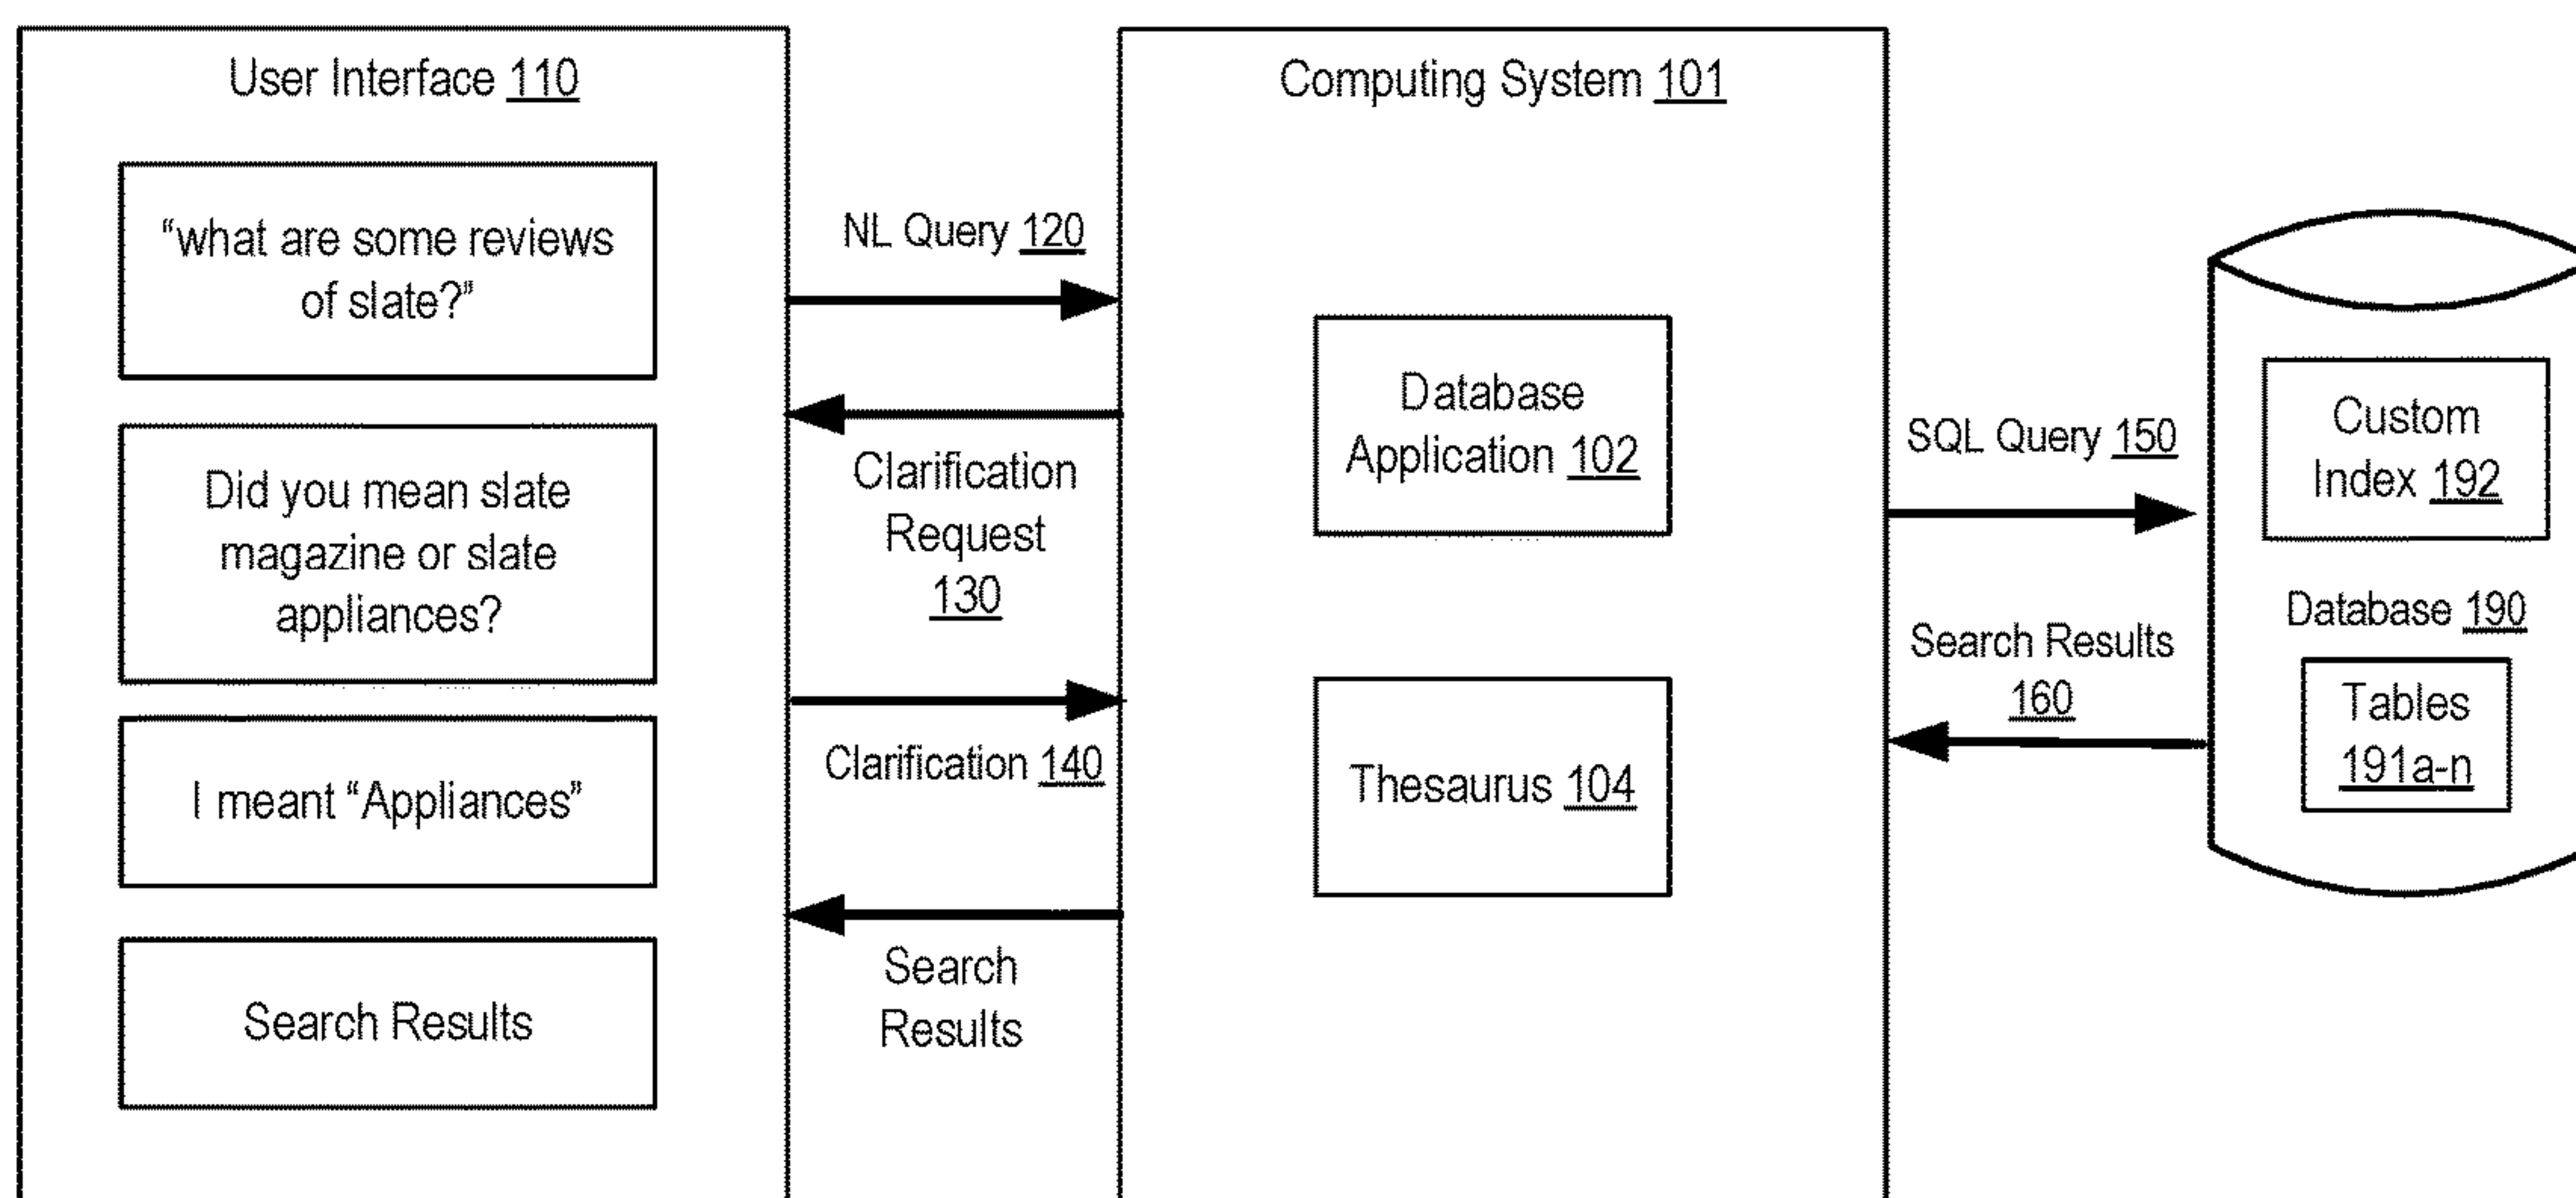 User Interface 110
“what are some reviews
of slate?”
Did you mean slate
magazine or slate
appliances?
I meant “Appliances”
Search Results
NL Query 120
Clarification
Request
130
Clarification 140
Search
Results
Computing System 101
Database
Application 102
Thesaurus 104
SQL Query 150
Search Results
160
Custom
Index 192
Database 190
Tables
191a-n